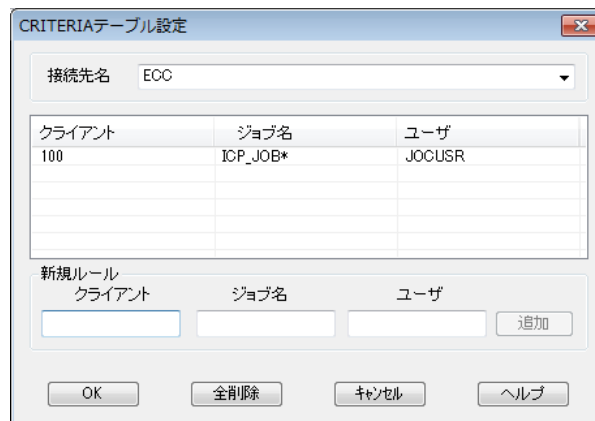 CRITERIAテーブル設定
接続先名 ECC
クライアント ジョブ名 ユーザ
100 ICP_JOB* JOCUSR
新規ルール
クライアント ジョブ名 ユーザ
追加
OK 全削除 キャンセル ヘルプ